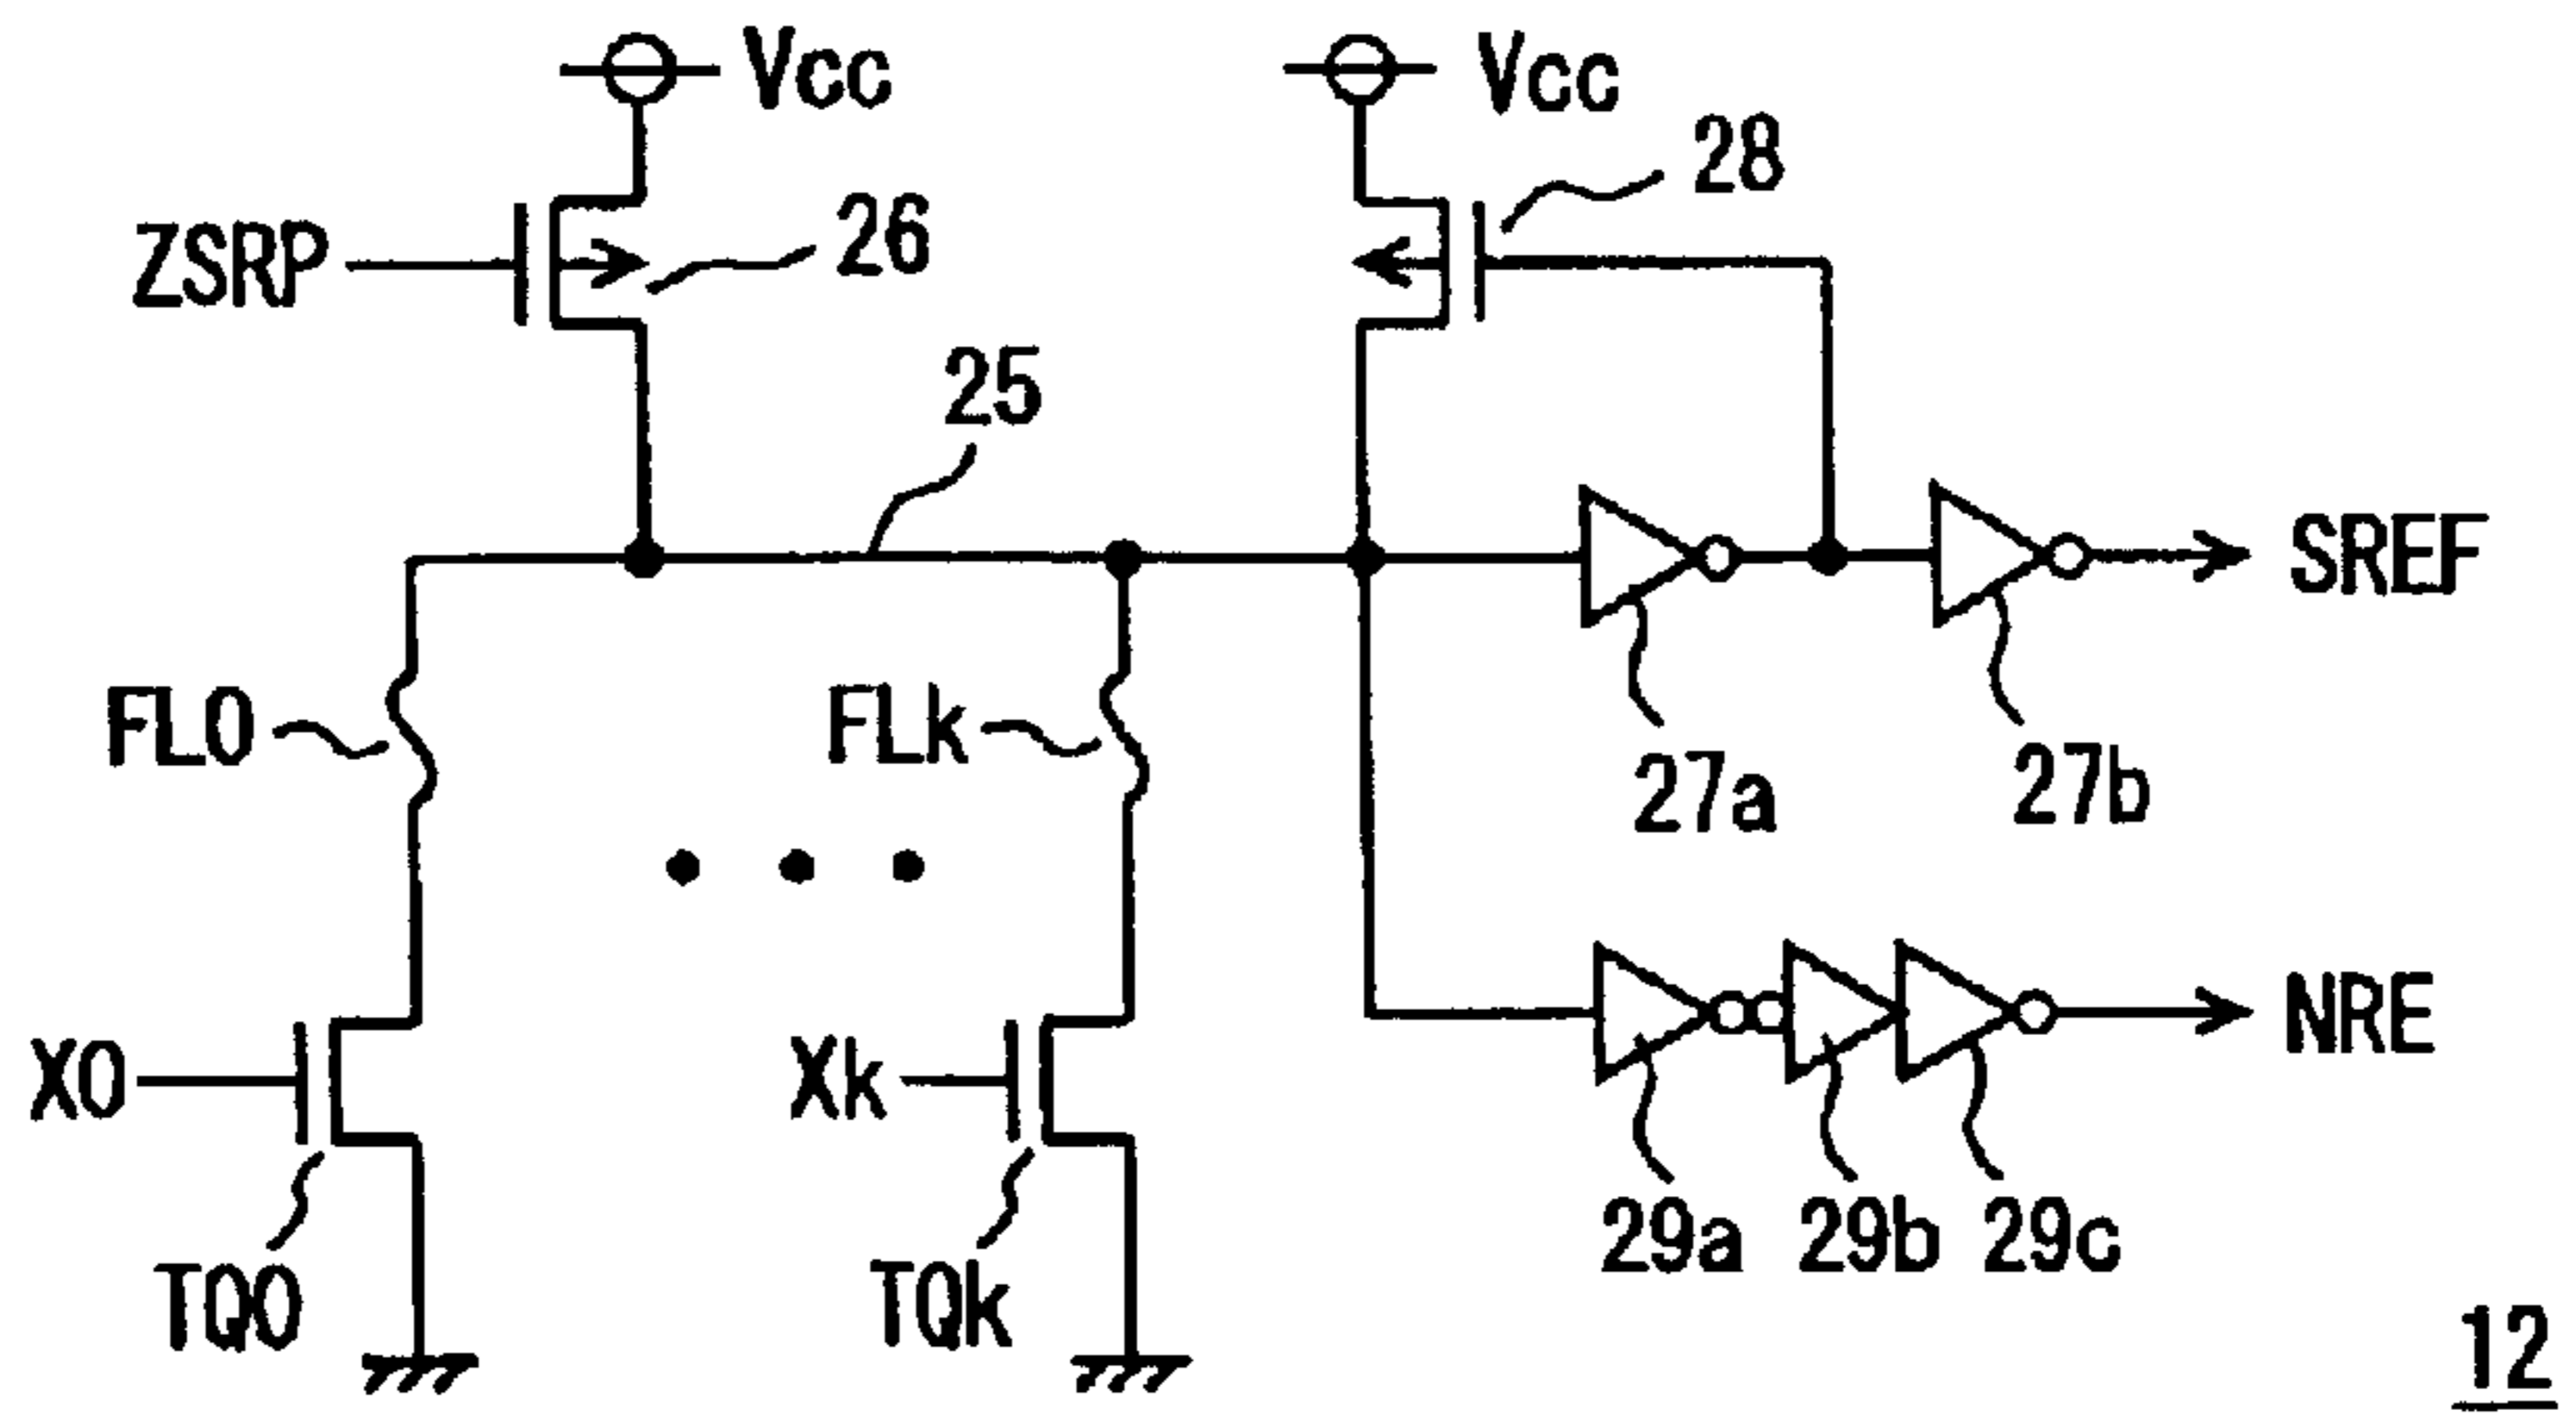 Vcc
Vcc
28
26
ZSRP
25
SREF
FL0
FLk
27a
27b
X0
Xk
NRE
29a
29b
29c
TQ0
TQk
12